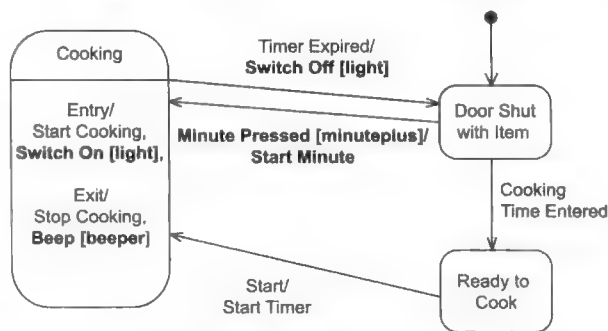 Cooking
Entry/
Start Cooking,
Switch On [light],
Exit/
Stop Cooking,
Beep [beeper]
Timer Expired/
Switch Off [light]
Minute Pressed [minuteplus]/
Start Minute
Start/
Start Timer
Door Shut
with Item
Cooking
Time Entered
Ready to
Cook